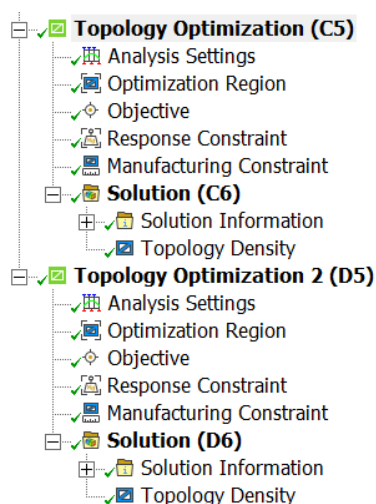 Topology Optimization (C5)
Analysis Settings
Optimization Region
Objective
Response Constraint
Manufacturing Constraint
Solution (C6)
Solution Information
Topology Density
Topology Optimization 2 (D5)
Analysis Settings
Optimization Region
Objective
Response Constraint
Manufacturing Constraint
Solution (D6)
Solution Information
Topology Density